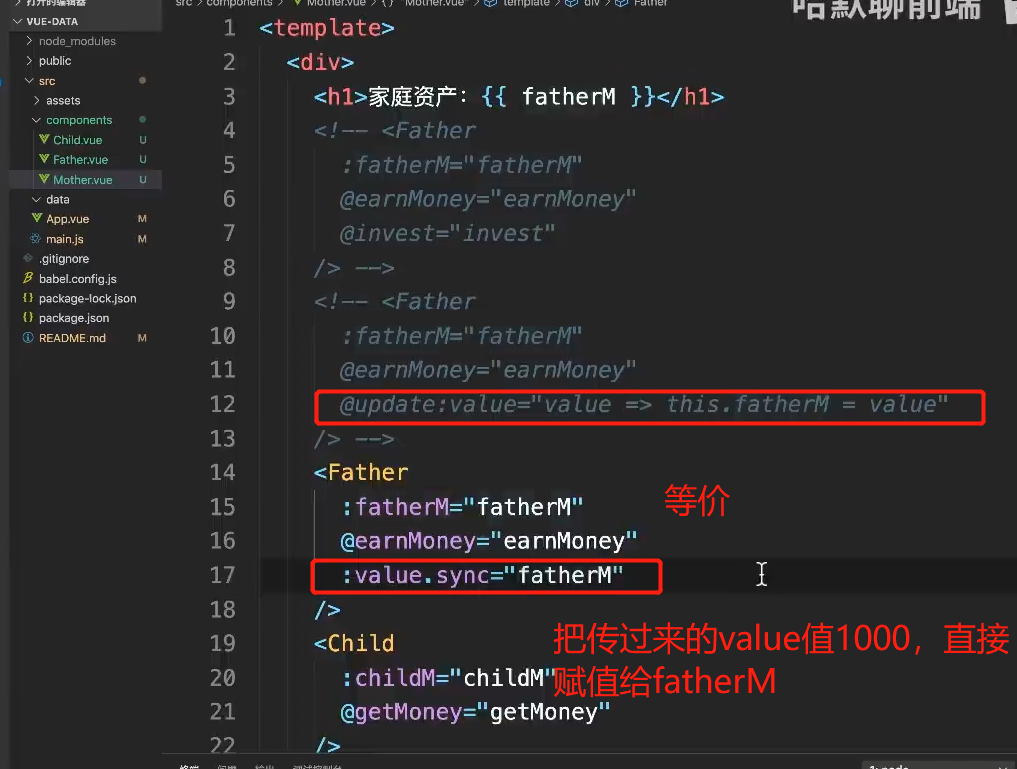 src > components > Mother.vue > {} "Mother.vue" > template > div > Father
哈默聊前端
VUE-DATA
node_modules
public
src
assets
components
Child.vue U
Father.vue U
Mother.vue U
data
App.vue M
main.js M
.gitignore
babel.config.js
package-lock.json
package.json
README.md M
1 <template>
2 <div>
3 <h1>家庭资产: {{ fatherM }}</h1>
4 <!-- <Father
5 :fatherM="fatherM"
6 @earnMoney="earnMoney"
7 @invest="invest"
8 /> -->
9 <!-- <Father
10 :fatherM="fatherM"
11 @earnMoney="earnMoney"
12 @update:value="value => this.fatherM = value"
13 /> -->
14 <Father
15 :fatherM="fatherM"
等价
16 @earnMoney="earnMoney"
17 :value.sync="fatherM"
18 />
19 <Child
把传过来的value值1000，直接
赋值给fatherM
20 :childM="childM"
21 @getMoney="getMoney"
22 />